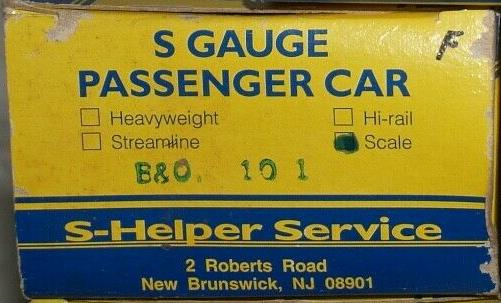 S GAUGE
F
PASSENGER CAR
Heavyweight
Hi-rail
Streamline
Scale
B&O. 101
S-Helper Service
2 Roberts Road
New Brunswick, NJ 08901